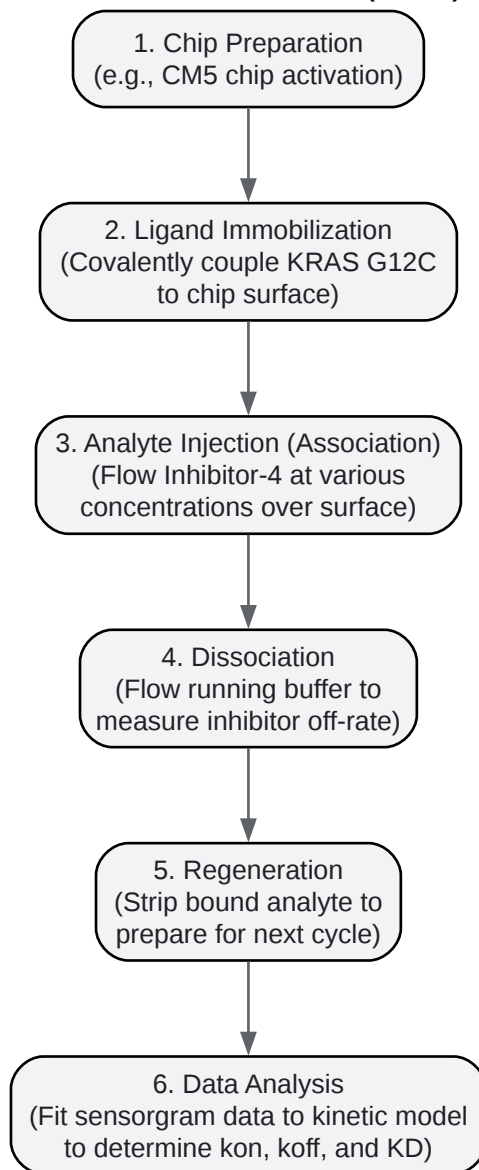 1. Chip Preparation
(e.g., CM5 chip activation)
2. Ligand Immobilization
(Covalently couple KRAS G12C
to chip surface)
3. Analyte Injection (Association)
(Flow Inhibitor-4 at various
concentrations over surface)
4. Dissociation
(Flow running buffer to
measure inhibitor off-rate)
5. Regeneration
(Strip bound analyte to
prepare for next cycle)
6. Data Analysis
(Fit sensorgram data to kinetic model
to determine kon, koff, and KD)